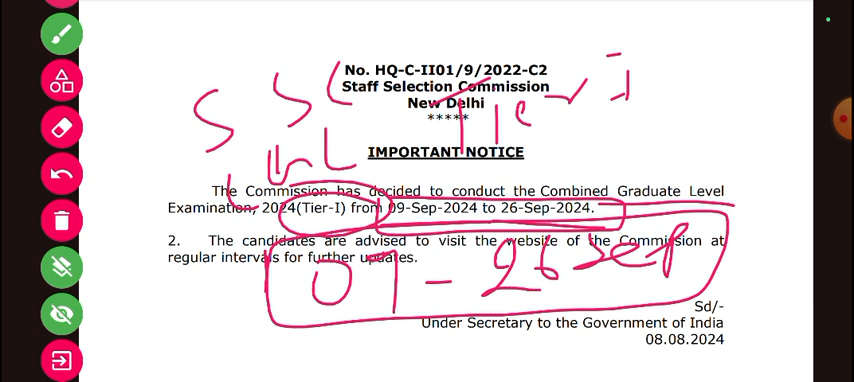 No. HQ-C-II01/9/2022-C2
Staff Selection Commission
New Delhi
*****
SSC Tier I
IMPORTANT NOTICE
The Commission has decided to conduct the Combined Graduate Level
Examination, 2024(Tier-I) from 09-Sep-2024 to 26-Sep-2024.
2. The candidates are advised to visit the website of the Commission at
regular intervals for further updates.
09 - 26 Sep
Sd/-
Under Secretary to the Government of India
08.08.2024